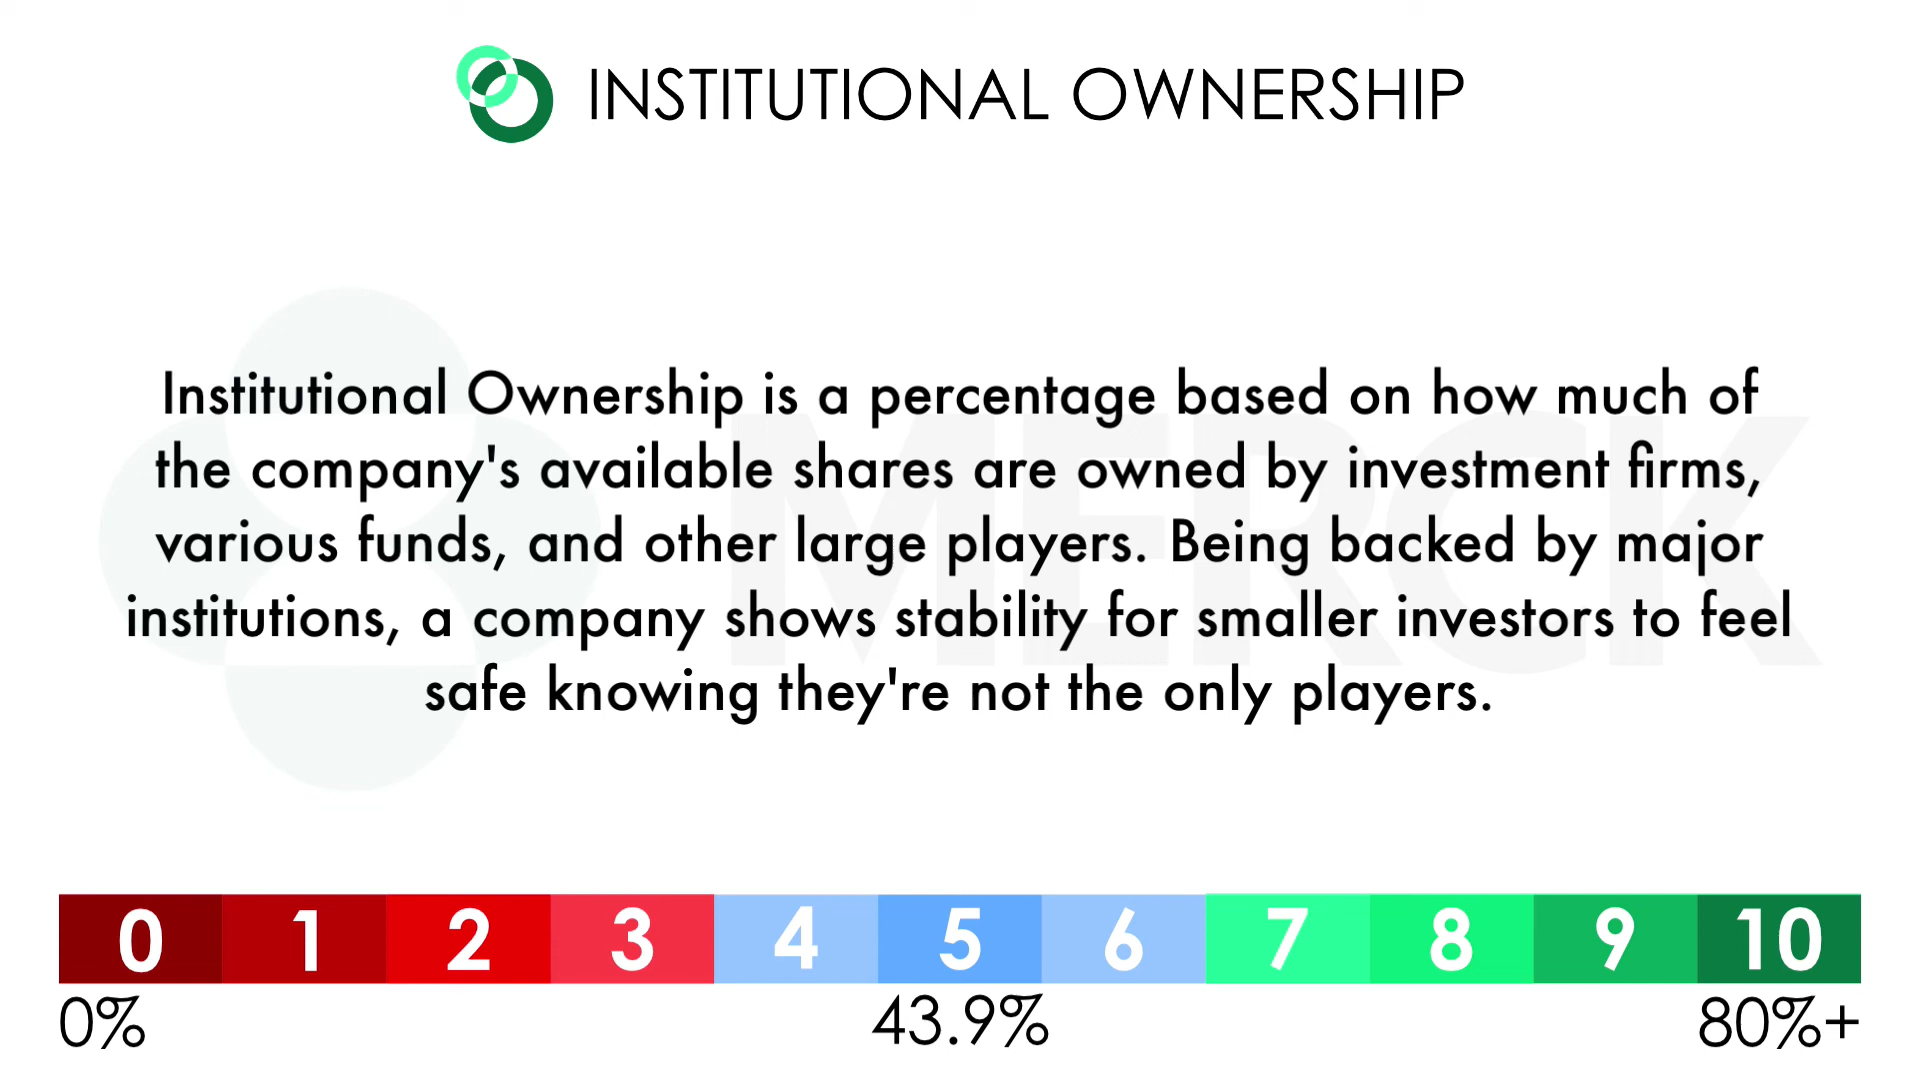 INSTITUTIONAL OWNERSHIP
MERCK
Institutional Ownership is a percentage based on how much of
the company's available shares are owned by investment firms,
various funds, and other large players. Being backed by major
institutions, a company shows stability for smaller investors to feel
safe knowing they're not the only players.
0 1 2 3 4 5 6 7 8 9 10
0% 43.9% 80%+